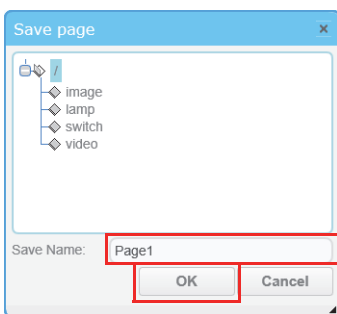 Save page
/
image
lamp
switch
video
Save Name: Page1
OK Cancel